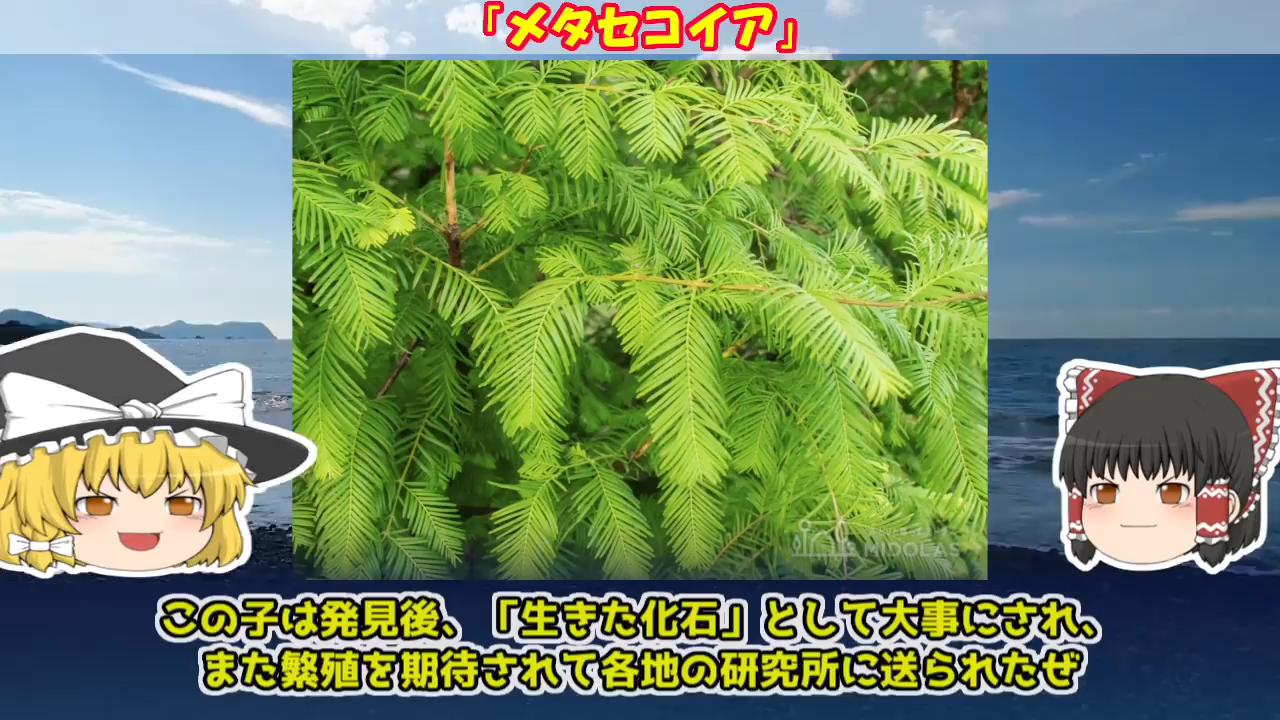 「メタセコイア」
MIDOLAS
この子は発見後、「生きた化石」として大事にされ、
また繁殖を期待されて各地の研究所に送られたぜ